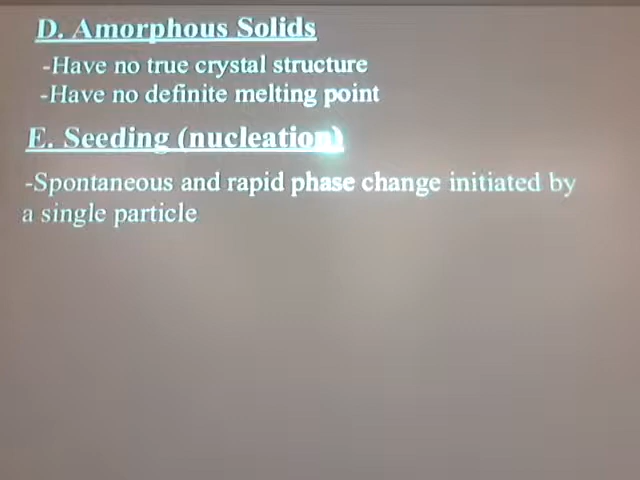 D. Amorphous Solids
-Have no true crystal structure
-Have no definite melting point
E. Seeding (nucleation)
-Spontaneous and rapid phase change initiated by
a single particle